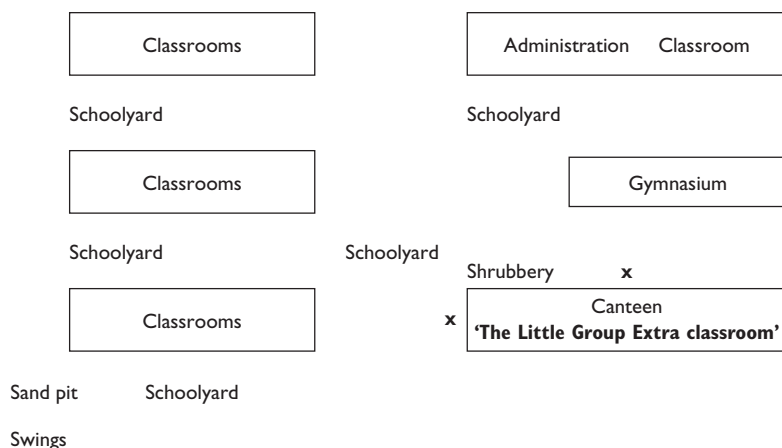 Classrooms
Administration Classroom
Schoolyard
Schoolyard
Classrooms
Gymnasium
Schoolyard
Schoolyard
Shrubbery x
Classrooms
x
Canteen
‘The Little Group Extra classroom’
Sand pit Schoolyard
Swings